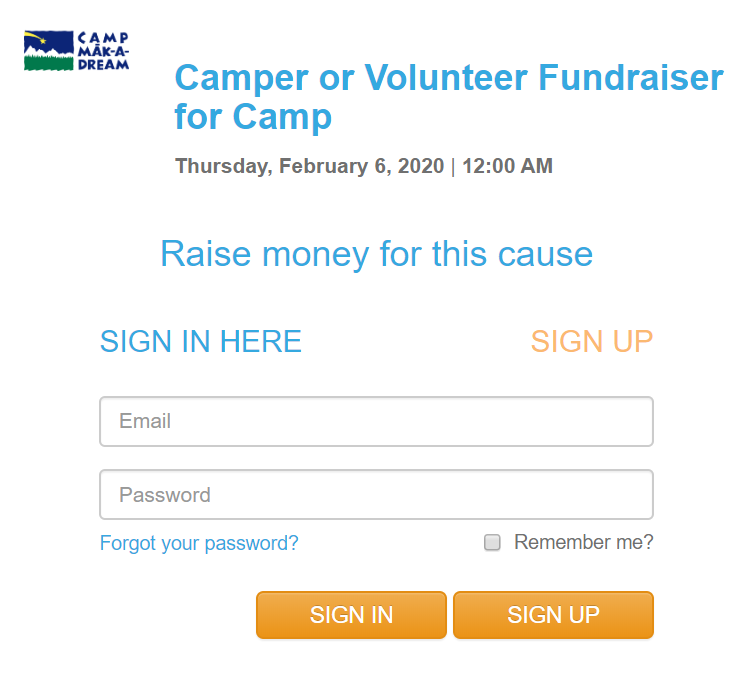 CAMP
MĀK-A-
DREAM
Camper or Volunteer Fundraiser
for Camp
Thursday, February 6, 2020 | 12:00 AM
Raise money for this cause
SIGN IN HERE
SIGN UP
Email
Password
Forgot your password?
Remember me?
SIGN IN
SIGN UP